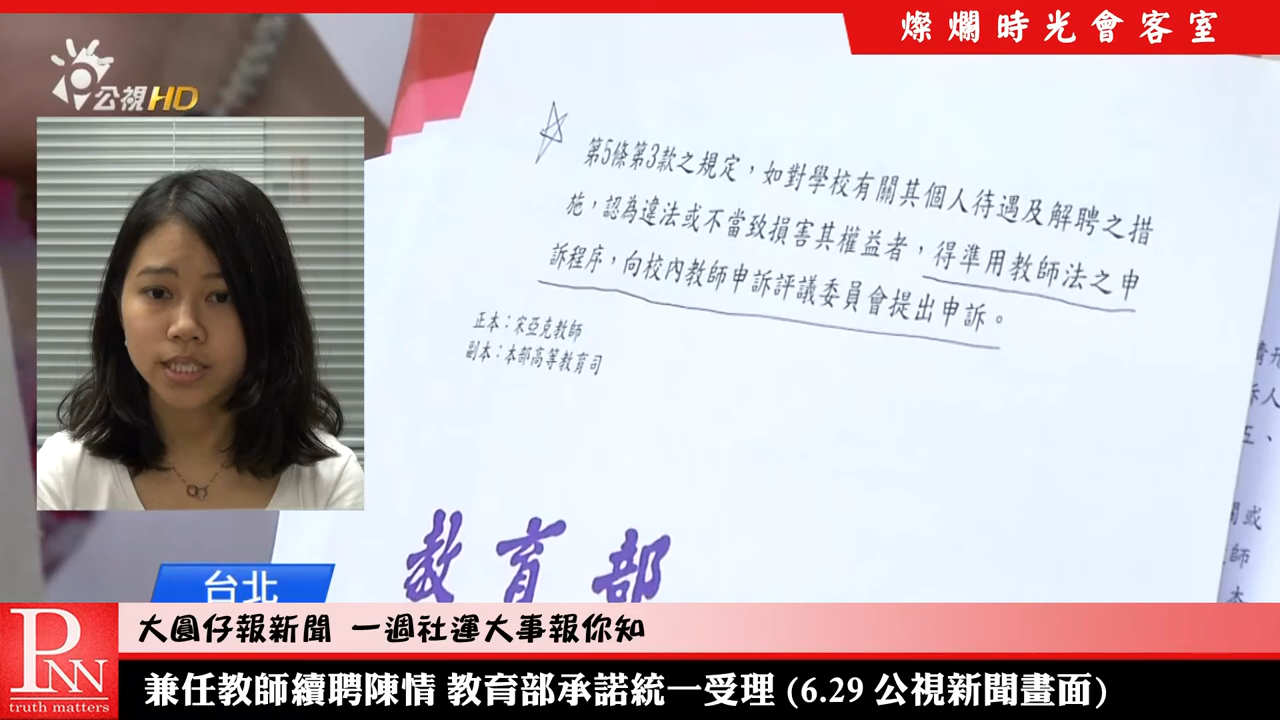 燦爛時光會客室
公視HD
第5條第3款之規定，如對學校有關其個人待遇及解聘之措
施，認為違法或不當致損害其權益者，得準用教師法之申
訴程序，向校內教師申訴評議委員會提出申訴。
正本：宋亞克教師
副本：本部高等教育司
教育部
台北
訴人
五、
或
師
本
PNN
truth matters
大圓仔報新聞 一週社運大事報你知
兼任教師續聘陳情 教育部承諾統一受理 (6.29 公視新聞畫面)